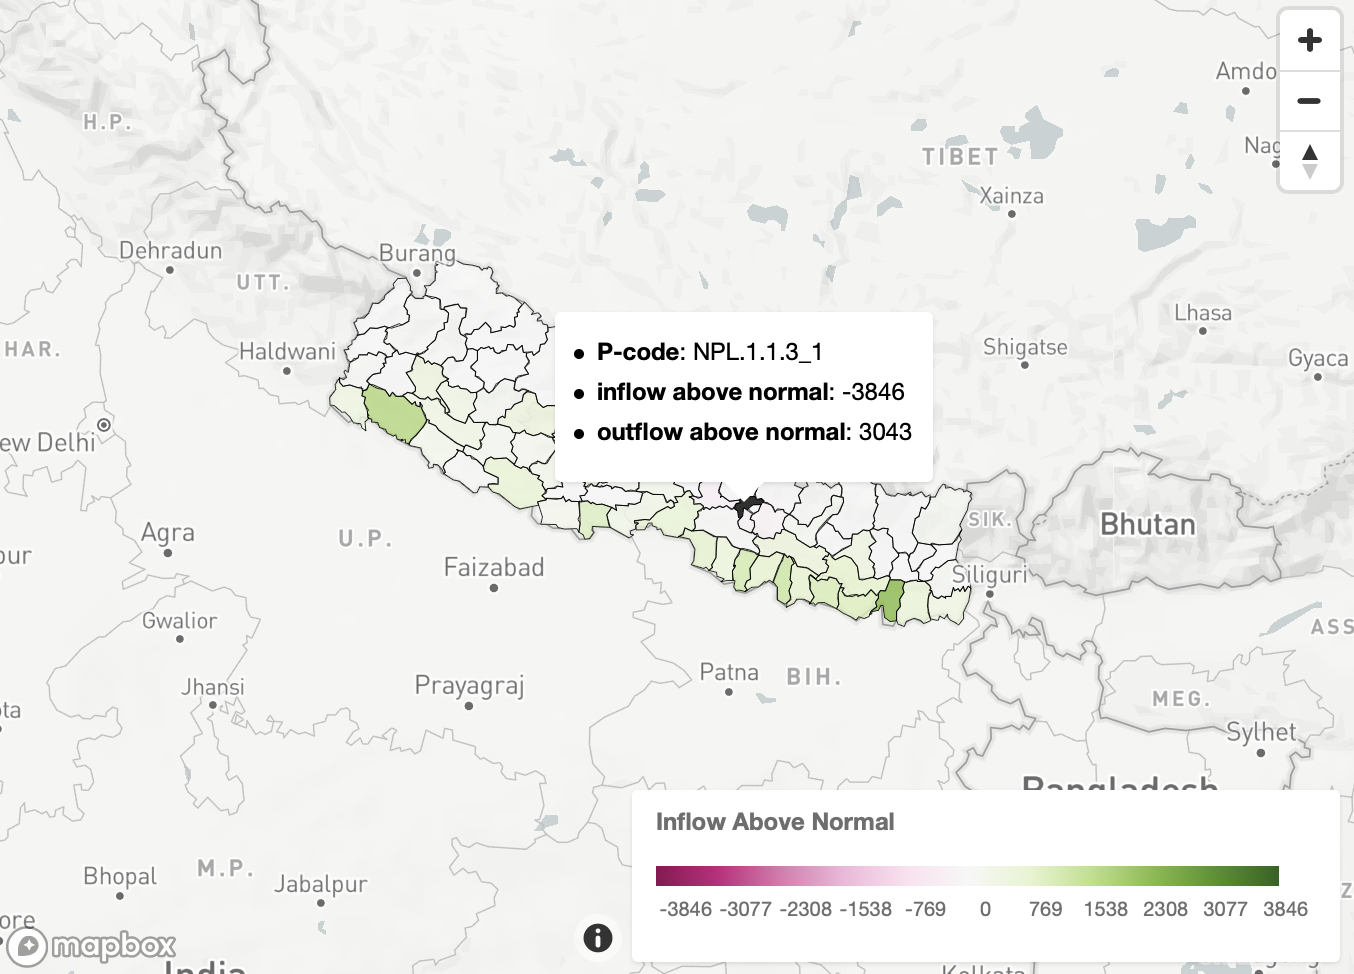 Amdo
H.P.
TIBET
Nag
Xainza
Dehradun
Burang
UTT.
Lhasa
HAR.
Haldwani
Shigatse
Gyaca
• P-code: NPL.1.1.3_1
• inflow above normal: -3846
• outflow above normal: 3043
ew Delhi
SIK.
Bhutan
Agra
U.P.
Faizabad
Siliguri
pur
Gwalior
ASS
Patna
BIH.
Jhansi
Prayagraj
MEG.
ota
Sylhet
Bangladesh
Inflow Above Normal
-3846 -3077 -2308 -1538 -769 0 769 1538 2308 3077 3846
M.P.
Bhopal
Jabalpur
Z
ore
mapbox
India
Kolkata